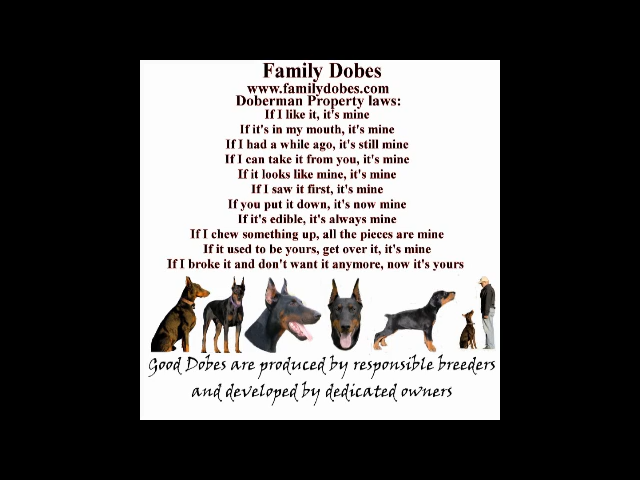 Family Dobes
www.familydobes.com
Doberman Property laws:
If I like it, it's mine
If it's in my mouth, it's mine
If I had a while ago, it's still mine
If I can take it from you, it's mine
If it looks like mine, it's mine
If I saw it first, it's mine
If you put it down, it's now mine
If it's edible, it's always mine
If I chew something up, all the pieces are mine
If it used to be yours, get over it, it's mine
If I broke it and don't want it anymore, now it's yours
Good Dobes are produced by responsible breeders
and developed by dedicated owners